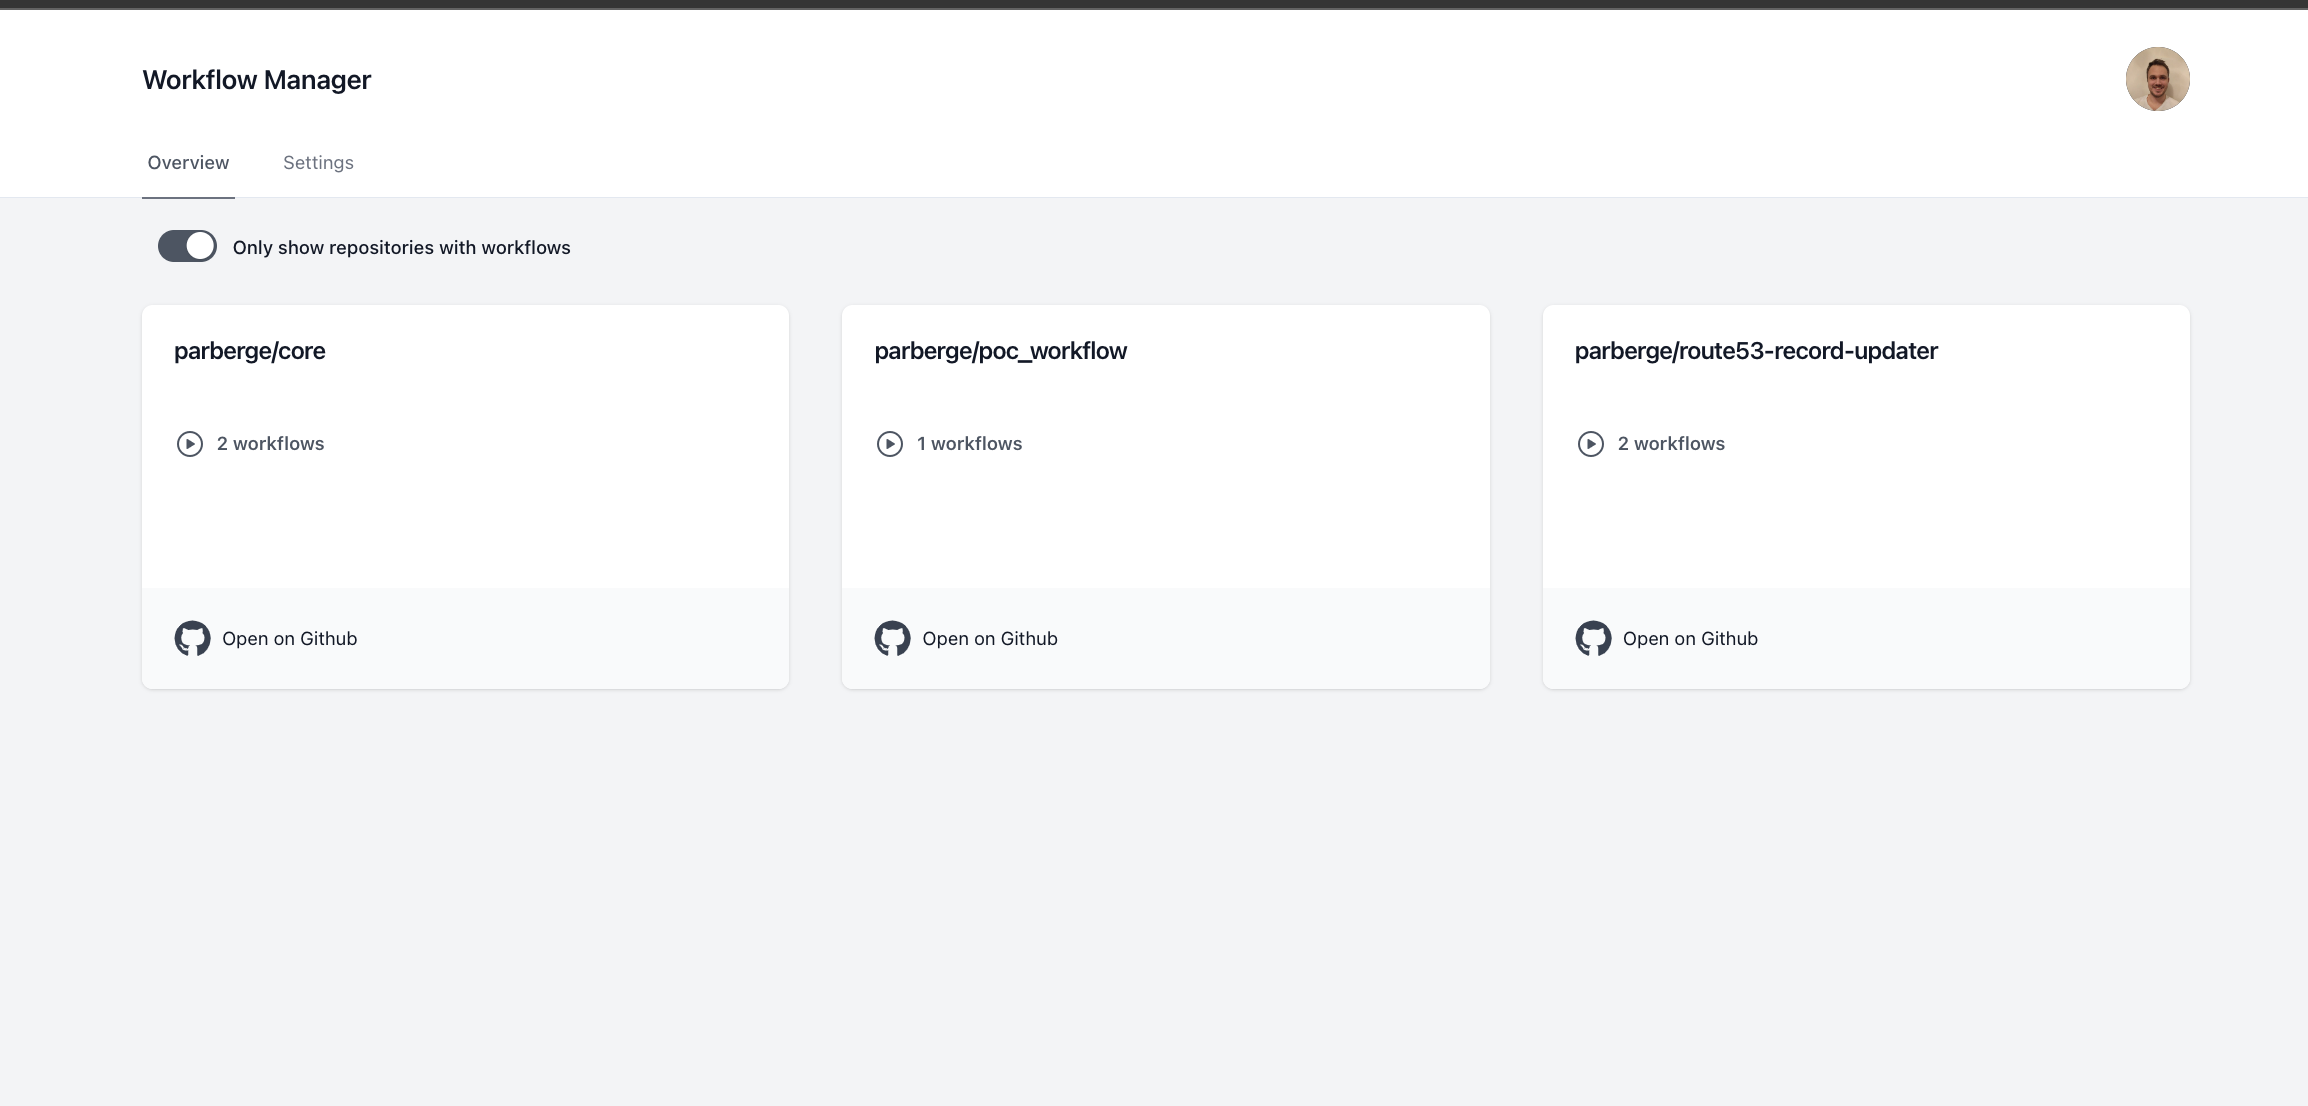 Workflow Manager
Overview Settings
Only show repositories with workflows
parberge/core
2 workflows
Open on Github
parberge/poc_workflow
1 workflows
Open on Github
parberge/route53-record-updater
2 workflows
Open on Github